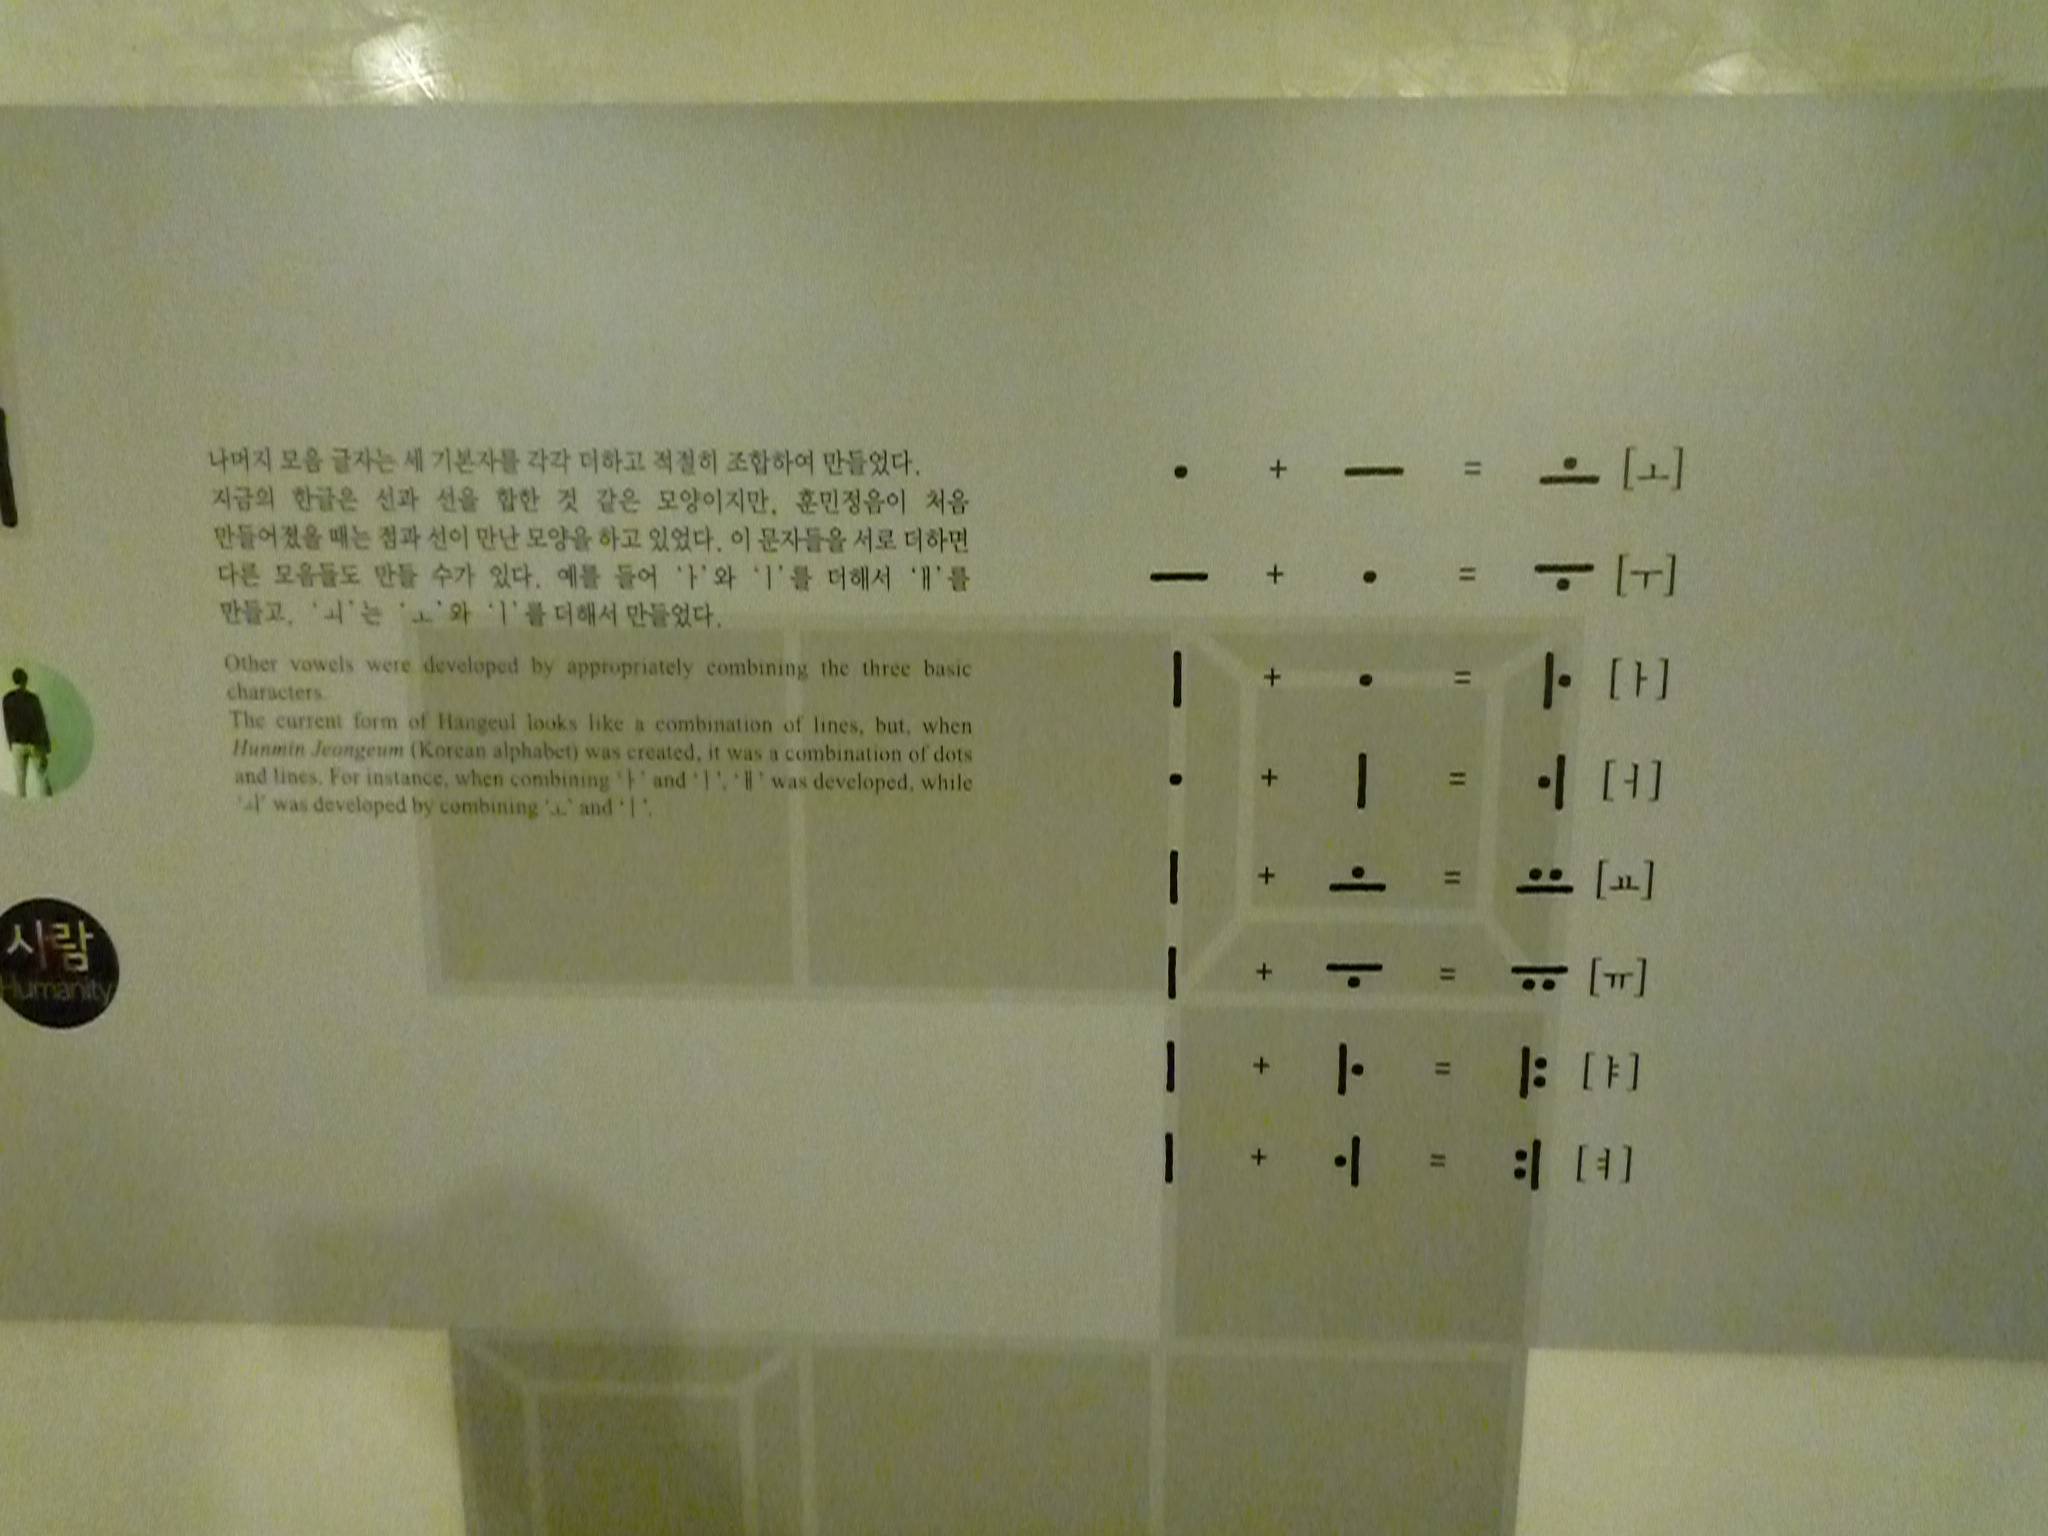 나머지 모음 글자는 세 기본자를 각각 더하고 적절히 조합하여 만들었다.
지금의 한글은 선과 선을 합한 것 같은 모양이지만, 훈민정음이 처음
만들어졌을 때는 점과 선이 만난 모양을 하고 있었다. 이 문자들을 서로 더하면
다른 모음들도 만들 수가 있다. 예를 들어 'ㅏ'와 'ㅣ'를 더해서 'ㅐ'를
만들고, 'ㅚ'는 'ㅗ'와 'ㅣ'를 더해서 만들었다.
Other vowels were developed by appropriately combining the three basic
characters.
The current form of Hangeul looks like a combination of lines, but, when
Hunmin Jeongeum (Korean alphabet) was created, it was a combination of dots
and lines. For instance, when combining 'ㅏ' and 'ㅣ', 'ㅐ' was developed, while
'ㅚ' was developed by combining 'ㅗ' and 'ㅣ'.
사람
Humanity
• + ㅡ = ᅩ [ㅗ]
ㅡ + • = ᅮ [ㅜ]
ㅣ + • = ㅣ• [ㅏ]
• + ㅣ = •ㅣ [ㅓ]
ㅣ + ᅩ = ᅭ [ㅛ]
ㅣ + ᅮ = ᅲ [ㅠ]
ㅣ + ㅣ• = ㅣ: [ㅑ]
ㅣ + •ㅣ = :ㅣ [ㅕ]